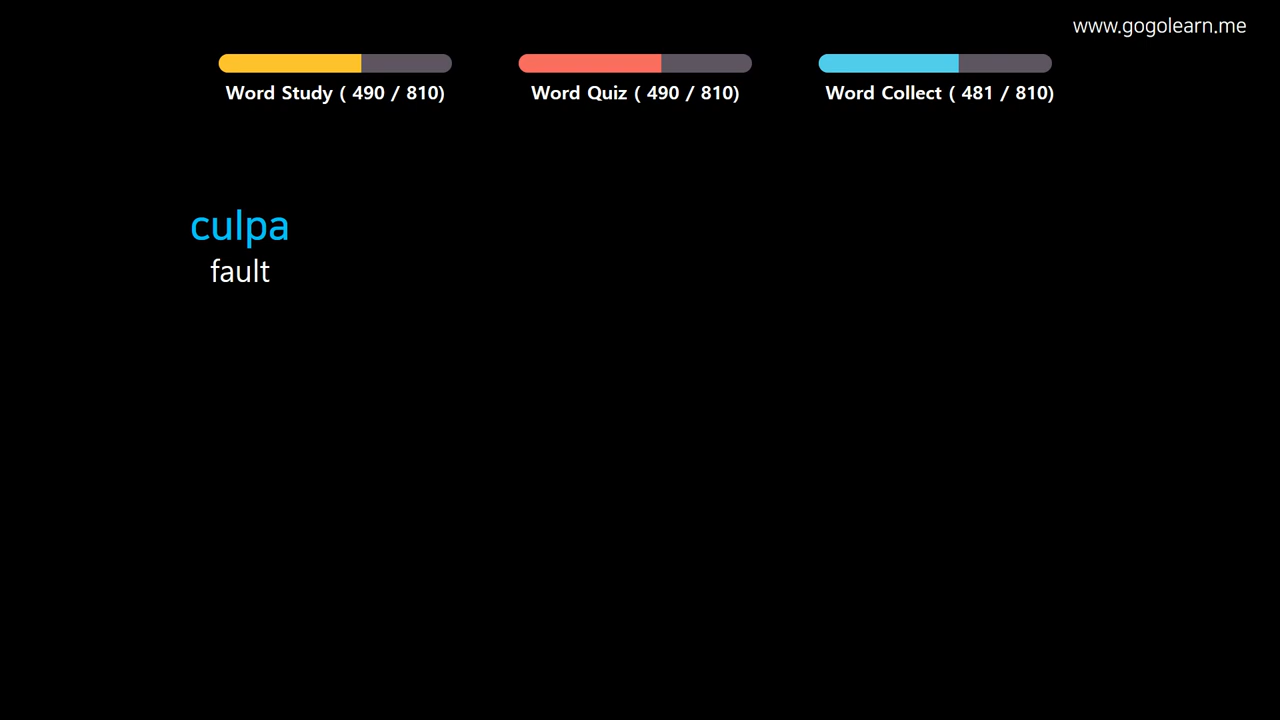 www.gogolearn.me
Word Study ( 490 / 810)
Word Quiz ( 490 / 810)
Word Collect ( 481 / 810)
culpa
fault